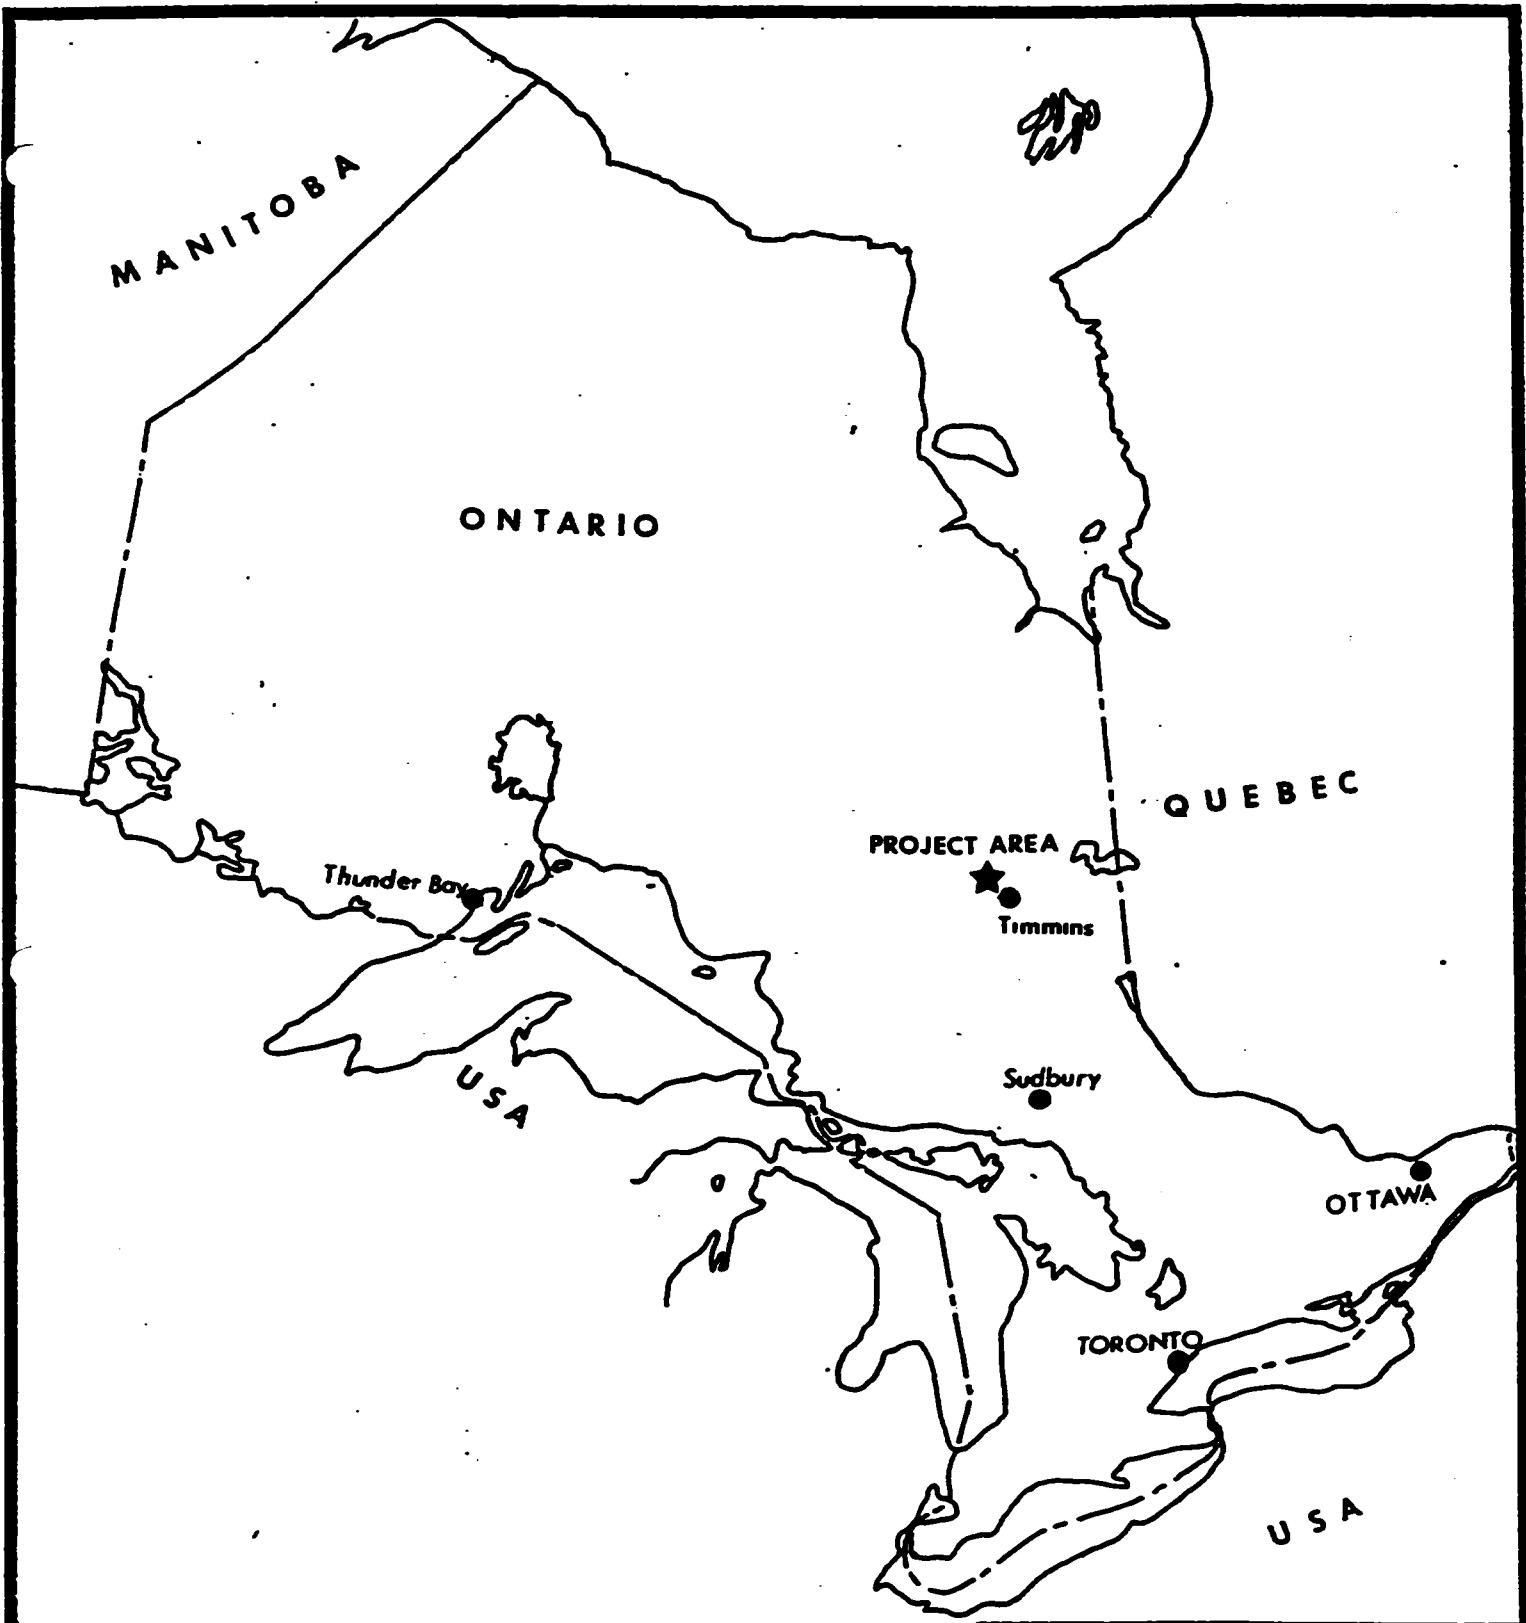 MANITOBA
ONTARIO
QUEBEC
PROJECT AREA
Thunder Bay
Timmins
USA
Sudbury
OTTAWA
TORONTO
USA